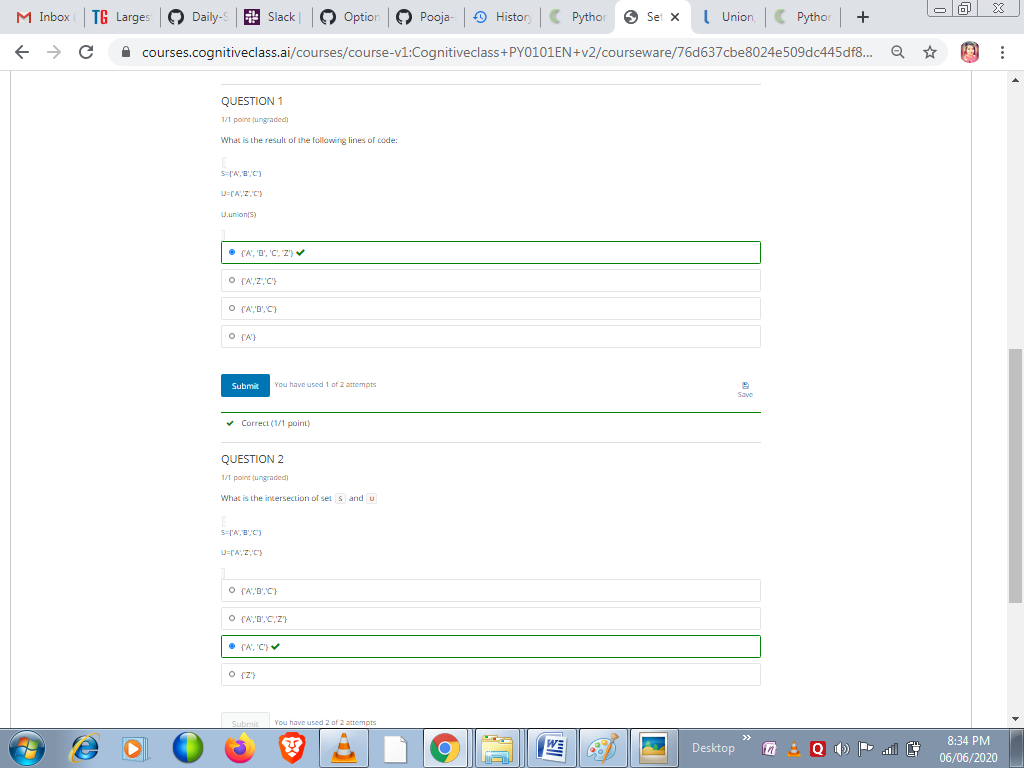 Inbox (
TG Larges
Daily-S
Slack |
Option
Pooja-
History
Python
Set
Union,
Python
courses.cognitiveclass.ai/courses/course-v1:Cognitiveclass+PY0101EN+v2/courseware/76d637cbe8024e509dc445df8...
QUESTION 1
1/1 point (ungraded)
What is the result of the following lines of code:
S={'A','B','C'}
U={'A','Z','C'}
U.union(S)
{'A', 'B', 'C', 'Z'}
{'A','Z','C'}
{'A','B','C'}
{'A'}
Submit You have used 1 of 2 attempts
Save
Correct (1/1 point)
QUESTION 2
1/1 point (ungraded)
What is the intersection of set S and U
S={'A','B','C'}
U={'A','Z','C'}
{'A','B','C'}
{'A','B','C','Z'}
{'A', 'C'}
{'Z'}
Submit You have used 2 of 2 attempts
Desktop
8:34 PM
06/06/2020